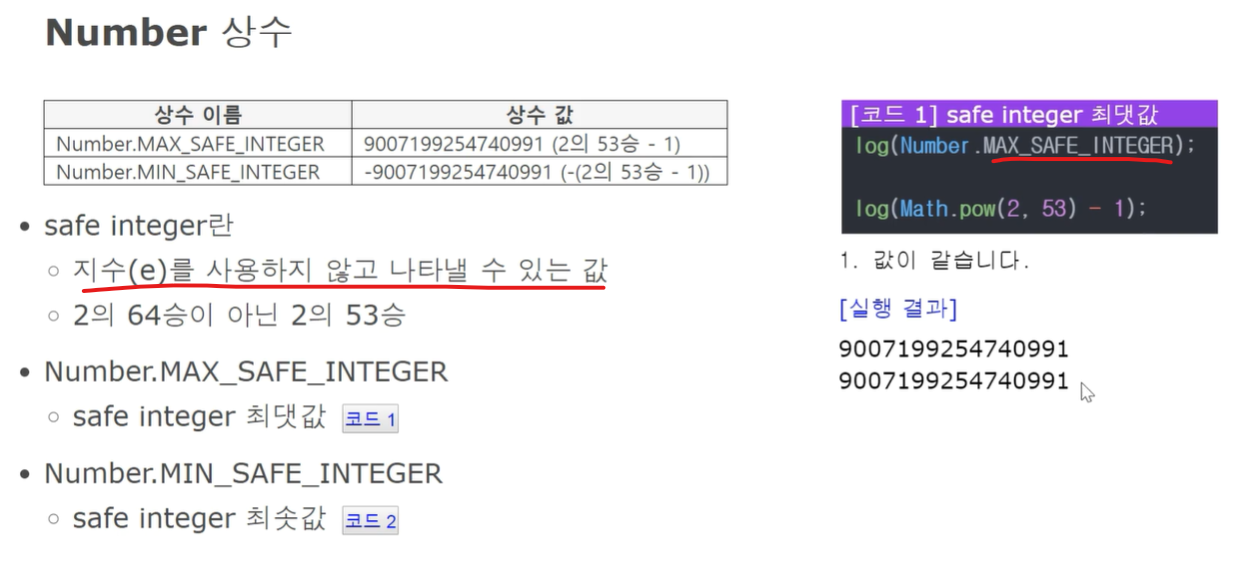 Number 상수
상수 이름 상수 값
Number.MAX_SAFE_INTEGER 9007199254740991 (2의 53승 - 1)
Number.MIN_SAFE_INTEGER -9007199254740991 (-(2의 53승 - 1))
safe integer란
지수(e)를 사용하지 않고 나타낼 수 있는 값
2의 64승이 아닌 2의 53승
Number.MAX_SAFE_INTEGER
safe integer 최댓값 코드 1
Number.MIN_SAFE_INTEGER
safe integer 최솟값 코드 2
[코드 1] safe integer 최댓값
log(Number.MAX_SAFE_INTEGER);
log(Math.pow(2, 53) - 1);
1. 값이 같습니다.
[실행 결과]
9007199254740991
9007199254740991